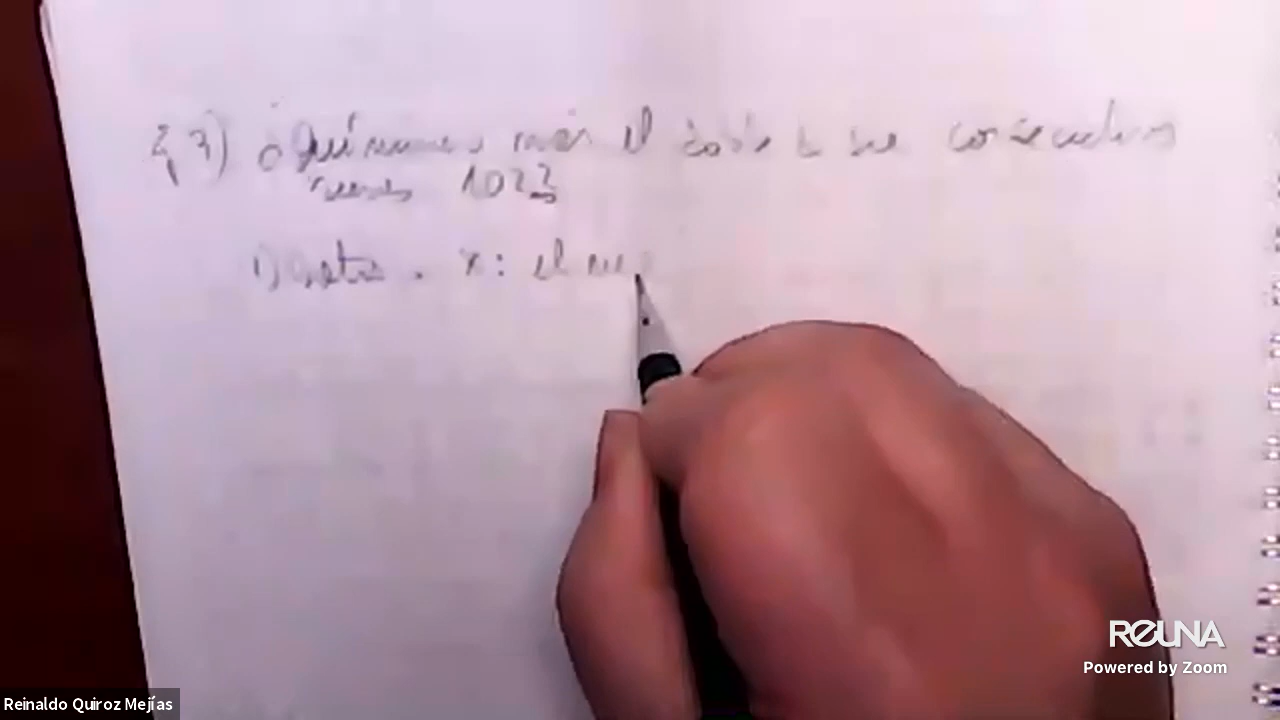 3) ¿Qué número más el doble de su consecutivo
suman 102?
1) Datos. x: el nu
REUNA
Powered by Zoom
Reinaldo Quiroz Mejías